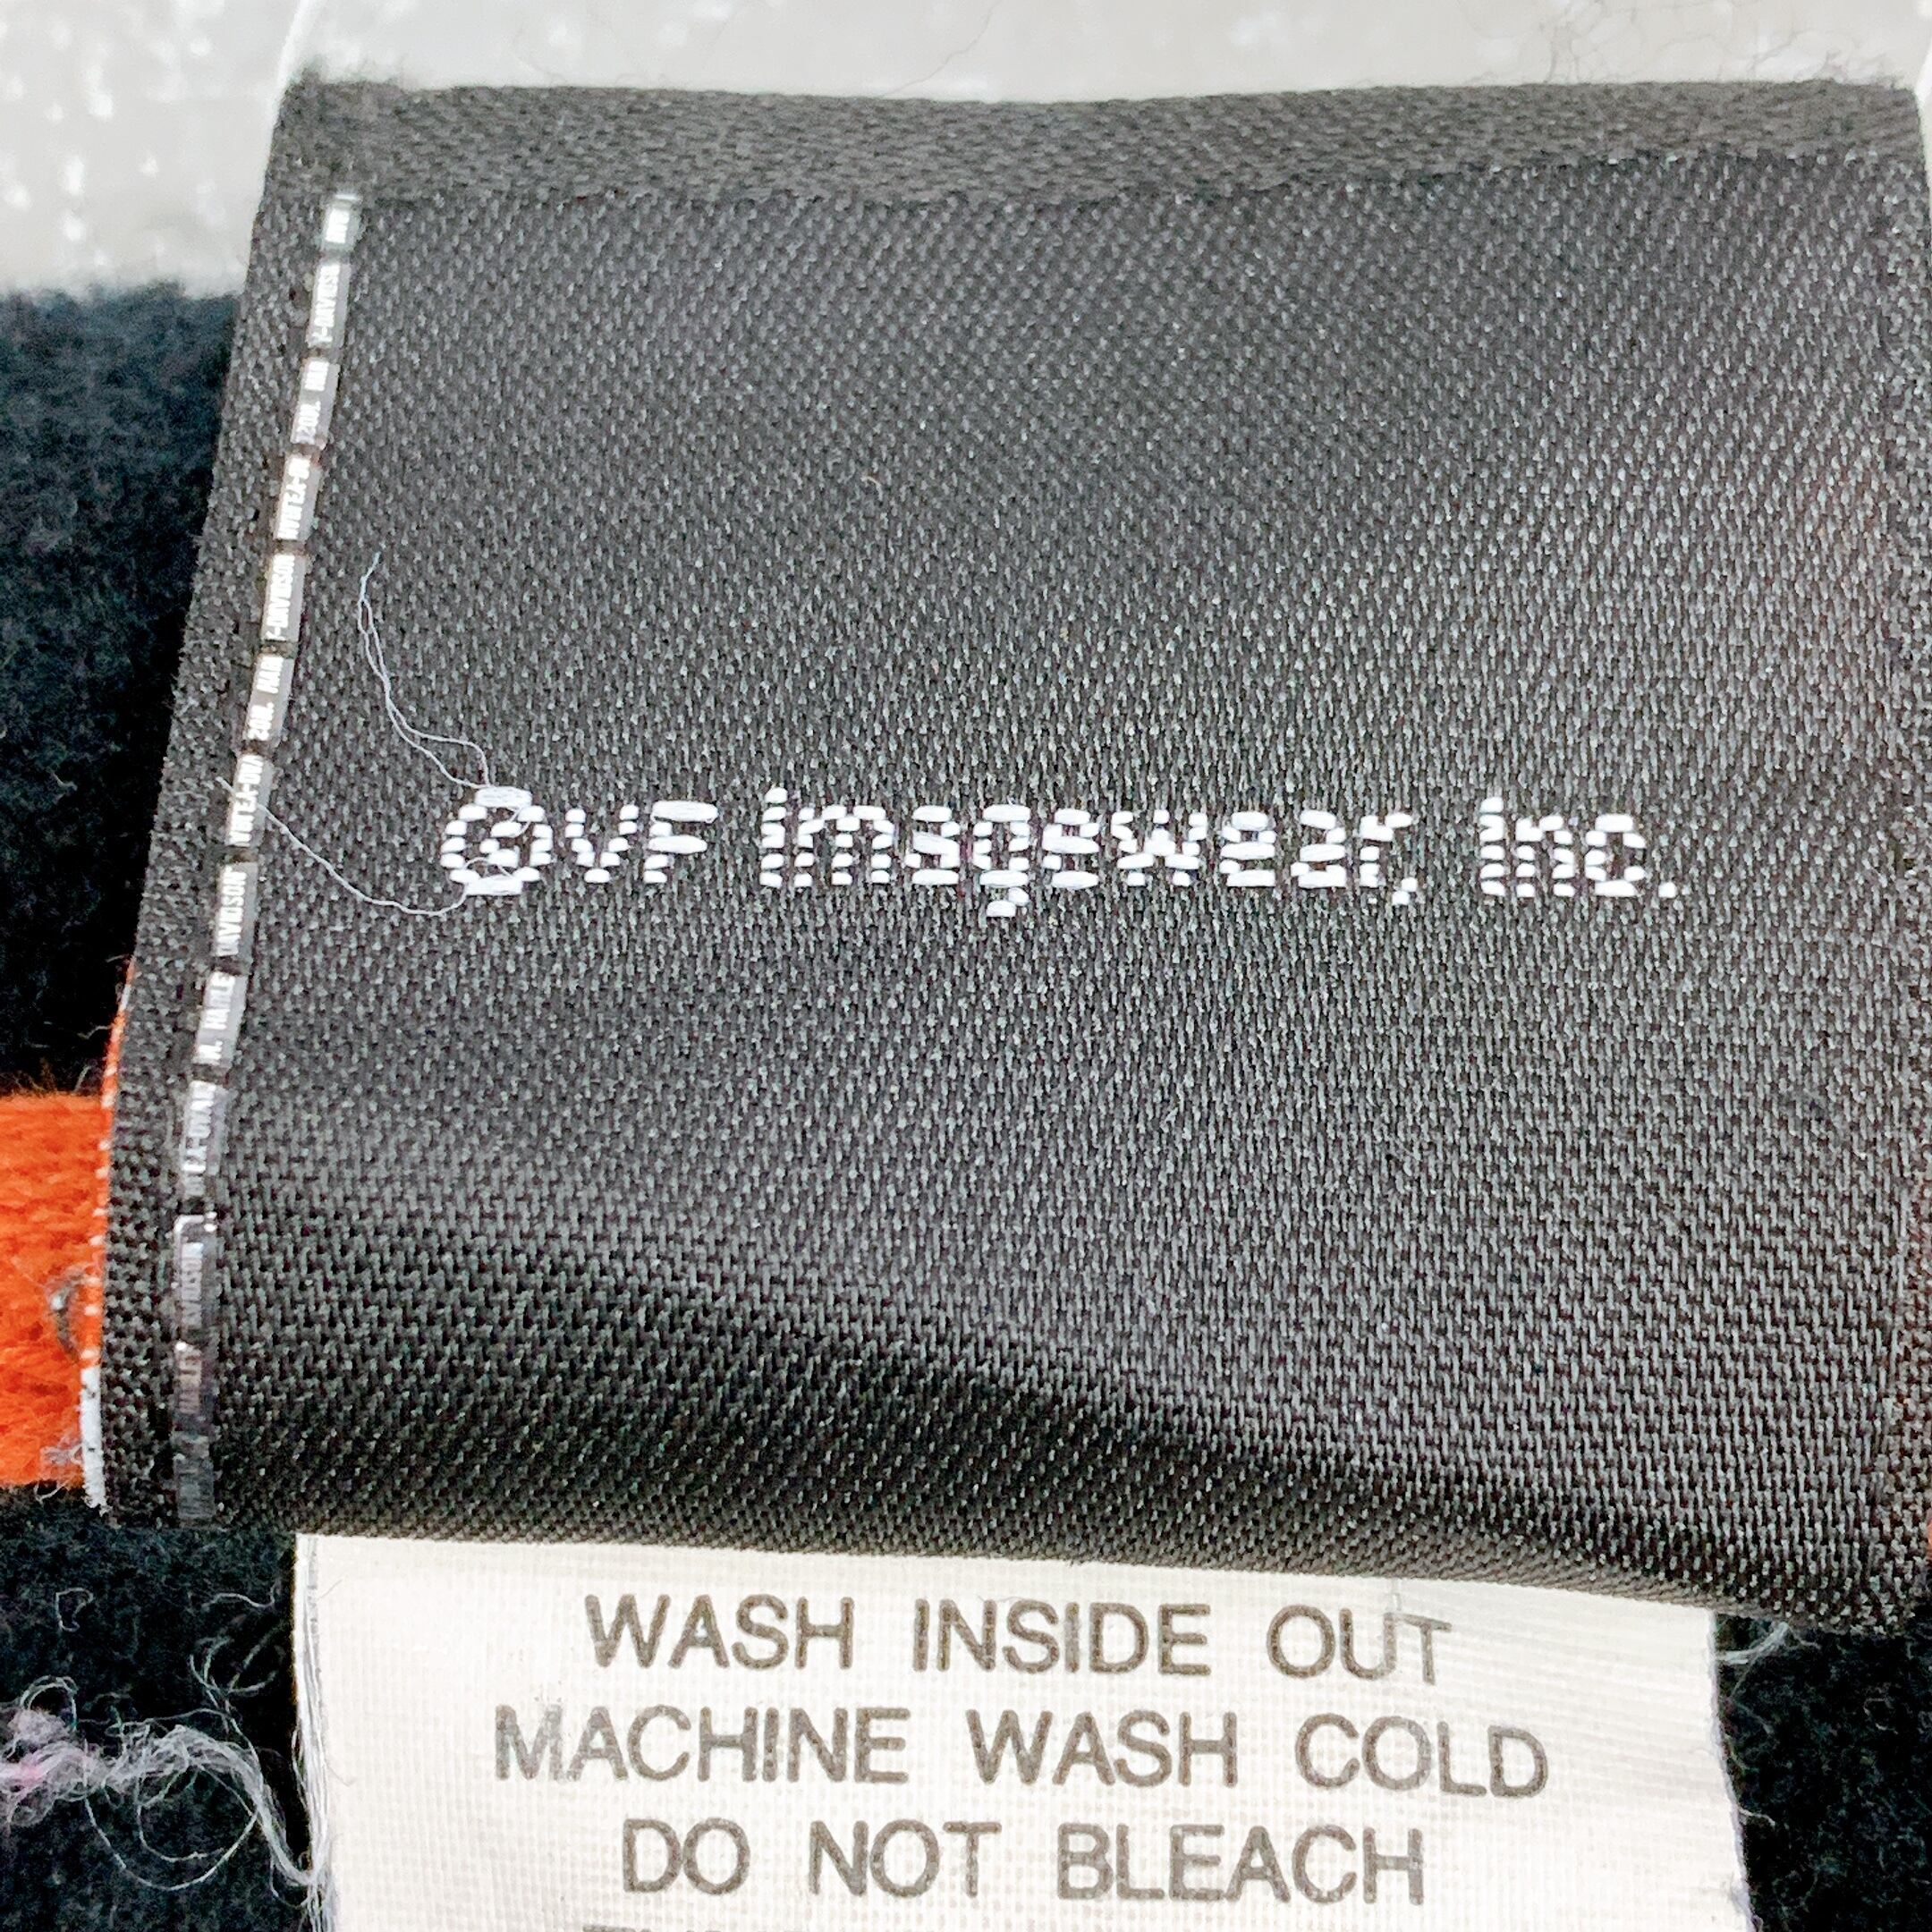 ©VF Imagewear, Inc.
WASH INSIDE OUT
MACHINE WASH COLD
DO NOT BLEACH